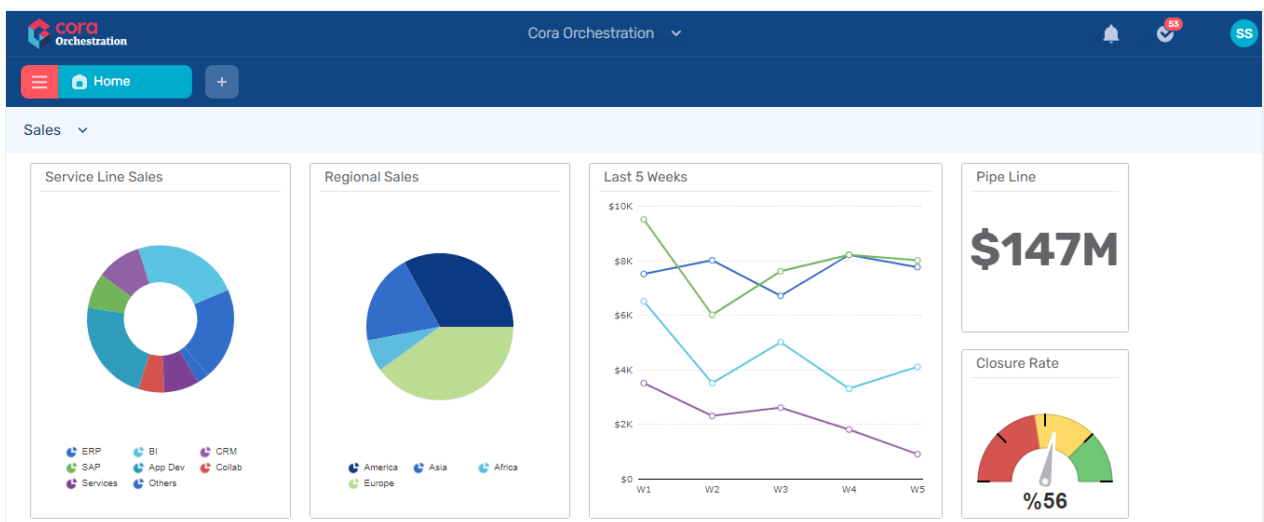 cora
Orchestration
Cora Orchestration
53
SS
Home
+
Sales
Service Line Sales
ERP BI CRM
SAP App Dev Collab
Services Others
Regional Sales
America Asia Africa
Europe
Last 5 Weeks
$10K
$8K
$6K
$4K
$2K
$0
W1 W2 W3 W4 W5
Pipe Line
$147M
Closure Rate
%56